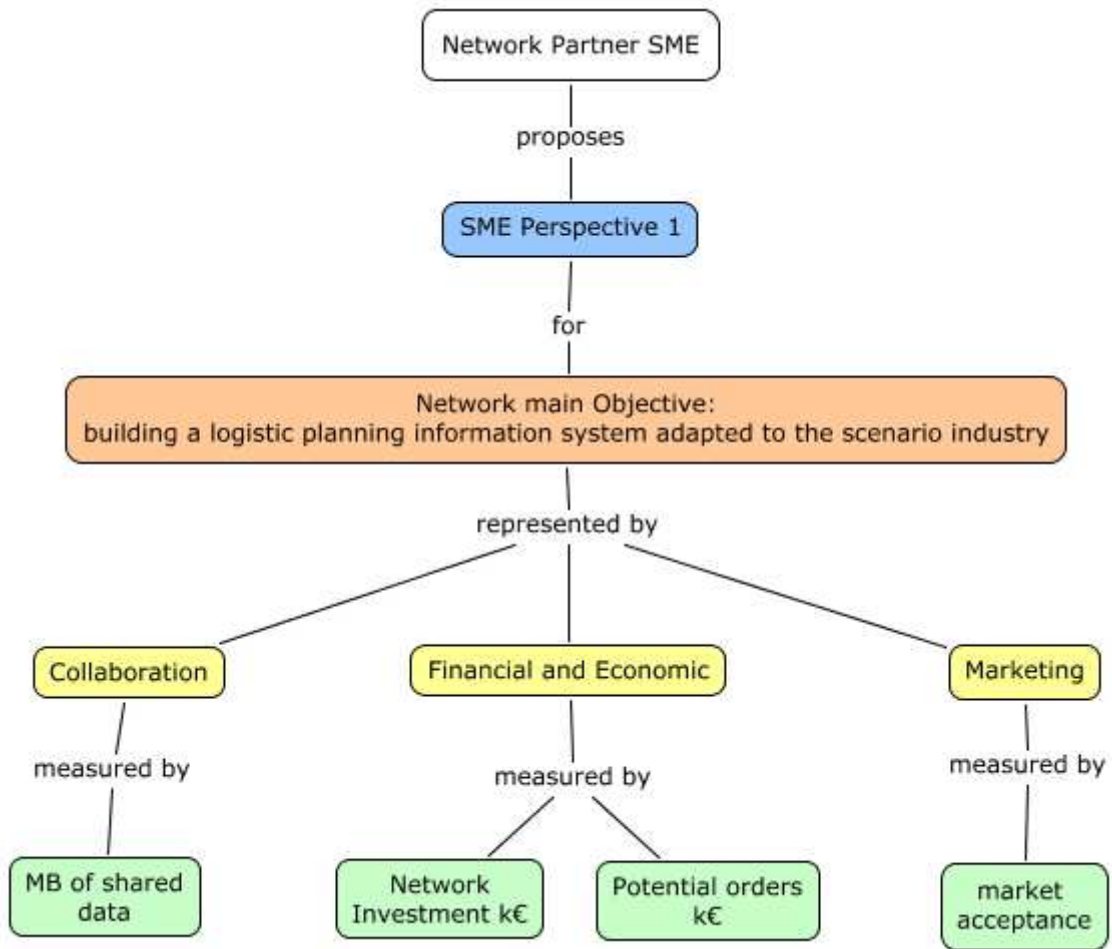 Network Partner SME
proposes
SME Perspective 1
for
Network main Objective:
building a logistic planning information system adapted to the scenario industry
represented by
Collaboration
Financial and Economic
Marketing
measured by
measured by
measured by
MB of shared
data
Network
Investment k€
Potential orders
k€
market
acceptance